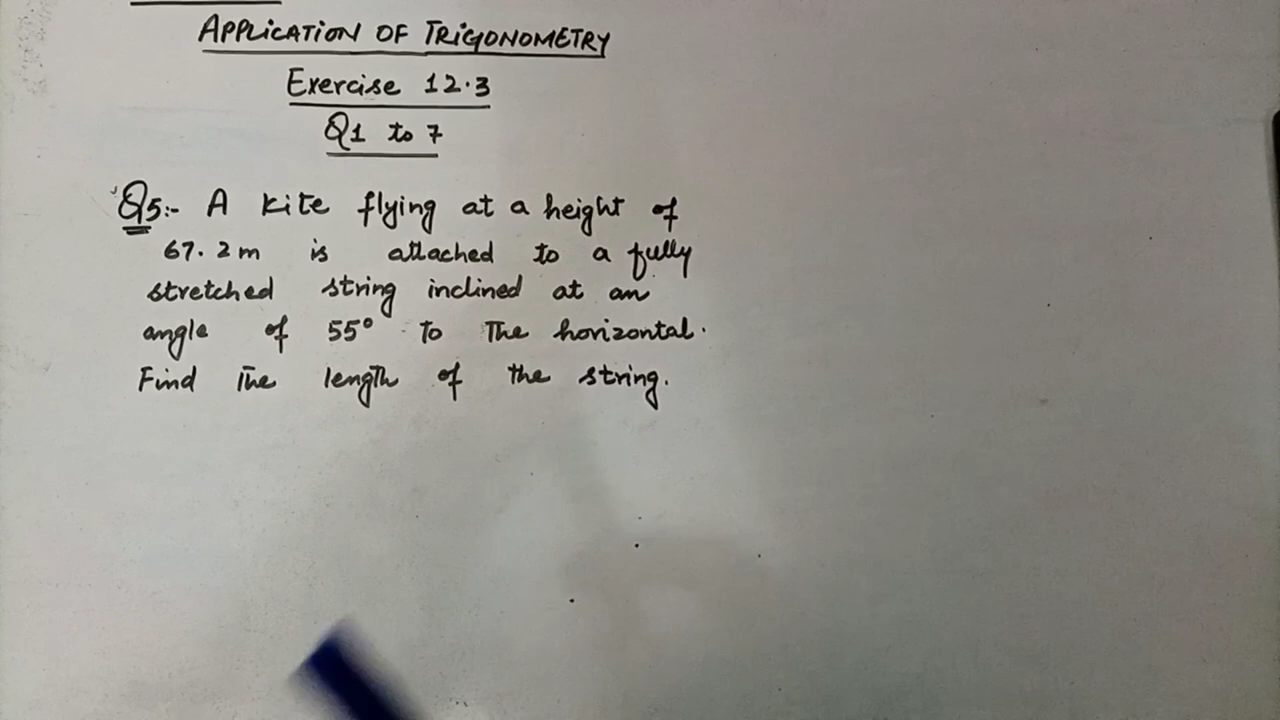 APPLICATION OF TRIGONOMETRY
Exercise 12.3
Q1 to 7
Q5:- A kite flying at a height of
67.2m is attached to a fully
stretched string inclined at an
angle of 55° to The horizontal.
Find The length of the string.